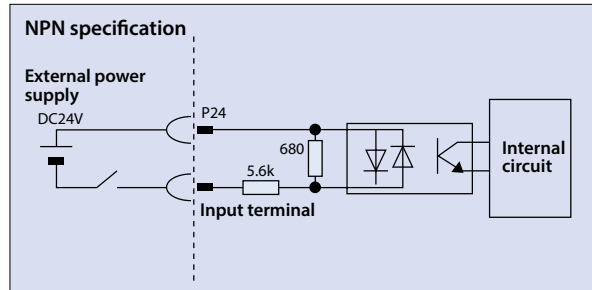 NPN specification
External power
supply
DC24V
P24
680
5.6k
Input terminal
Internal
circuit